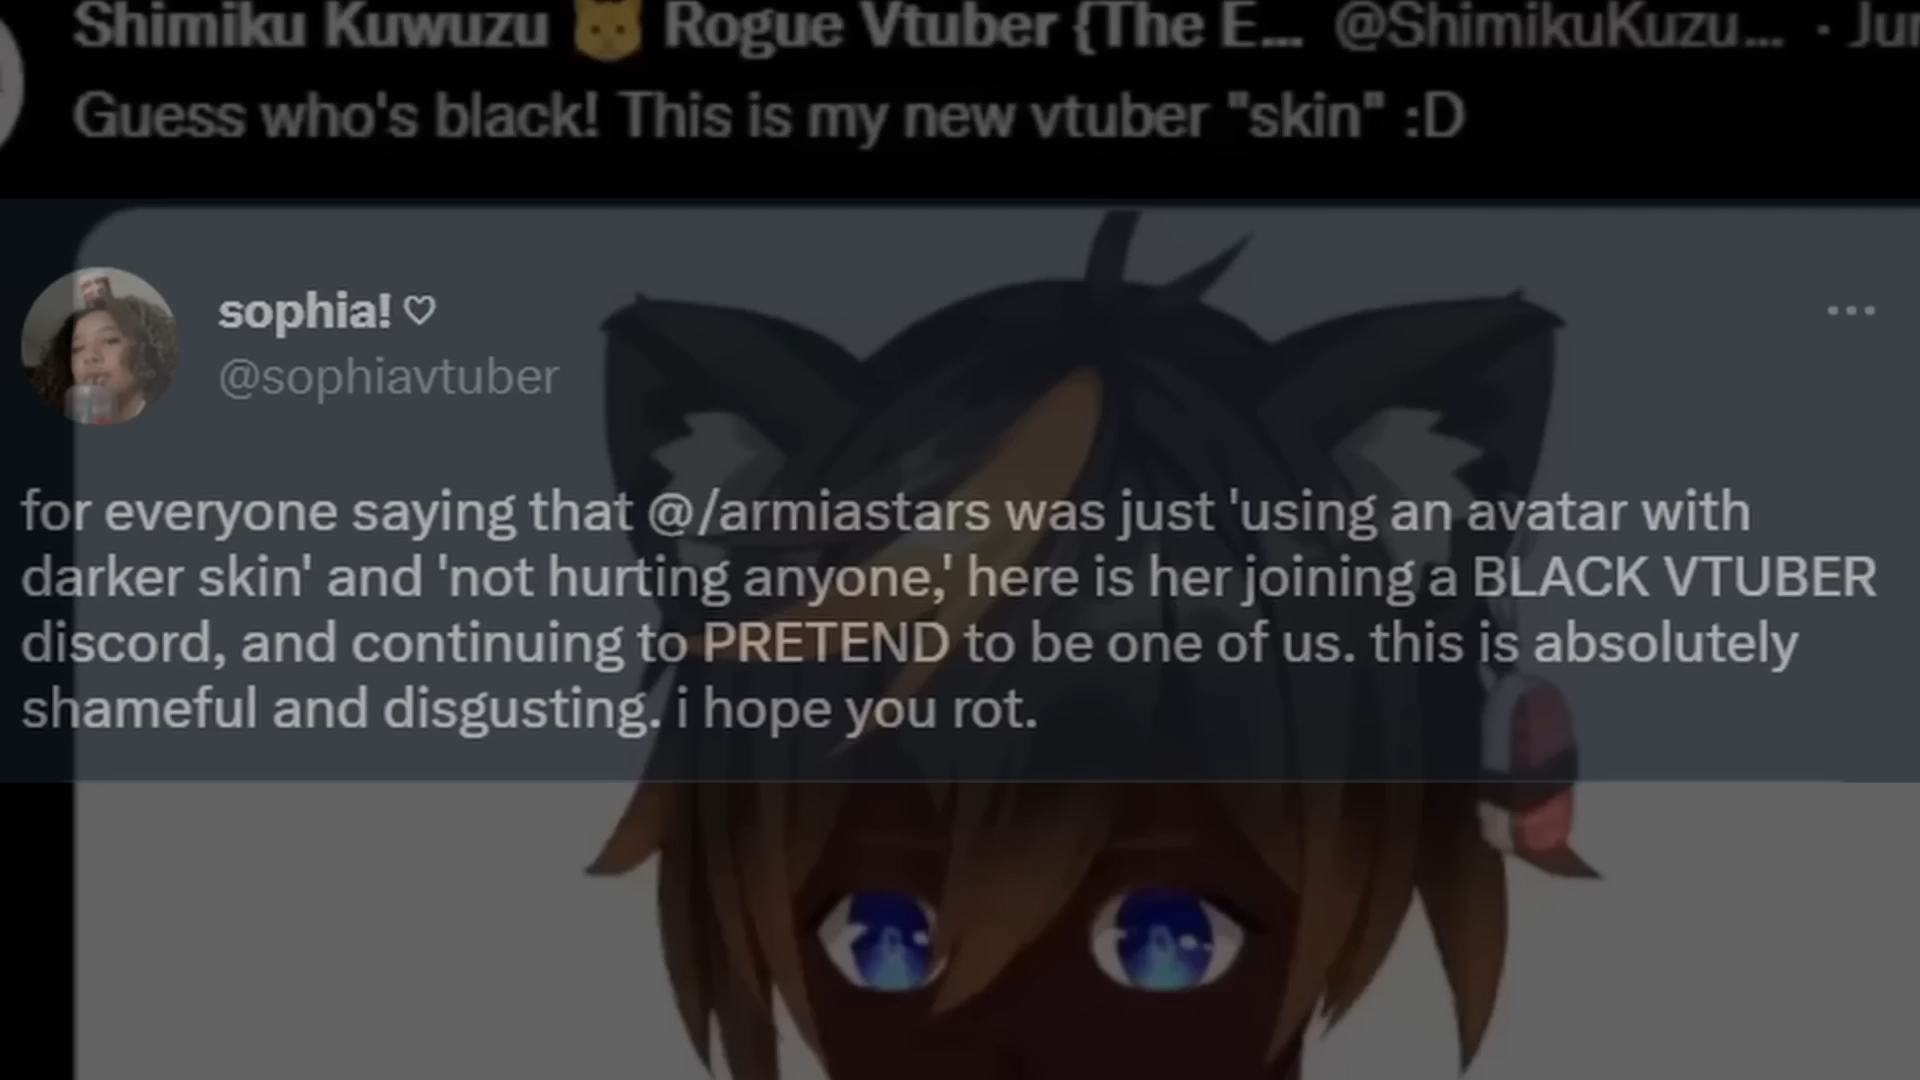 Shimiku Kuwuzu 🐱 Rogue Vtuber {The E... @ShimikuKuzu... · Jun
Guess who's black! This is my new vtuber "skin" :D
sophia! ♡
@sophiavtuber
for everyone saying that @/armiastars was just 'using an avatar with
darker skin' and 'not hurting anyone,' here is her joining a BLACK VTUBER
discord, and continuing to PRETEND to be one of us. this is absolutely
shameful and disgusting. i hope you rot.